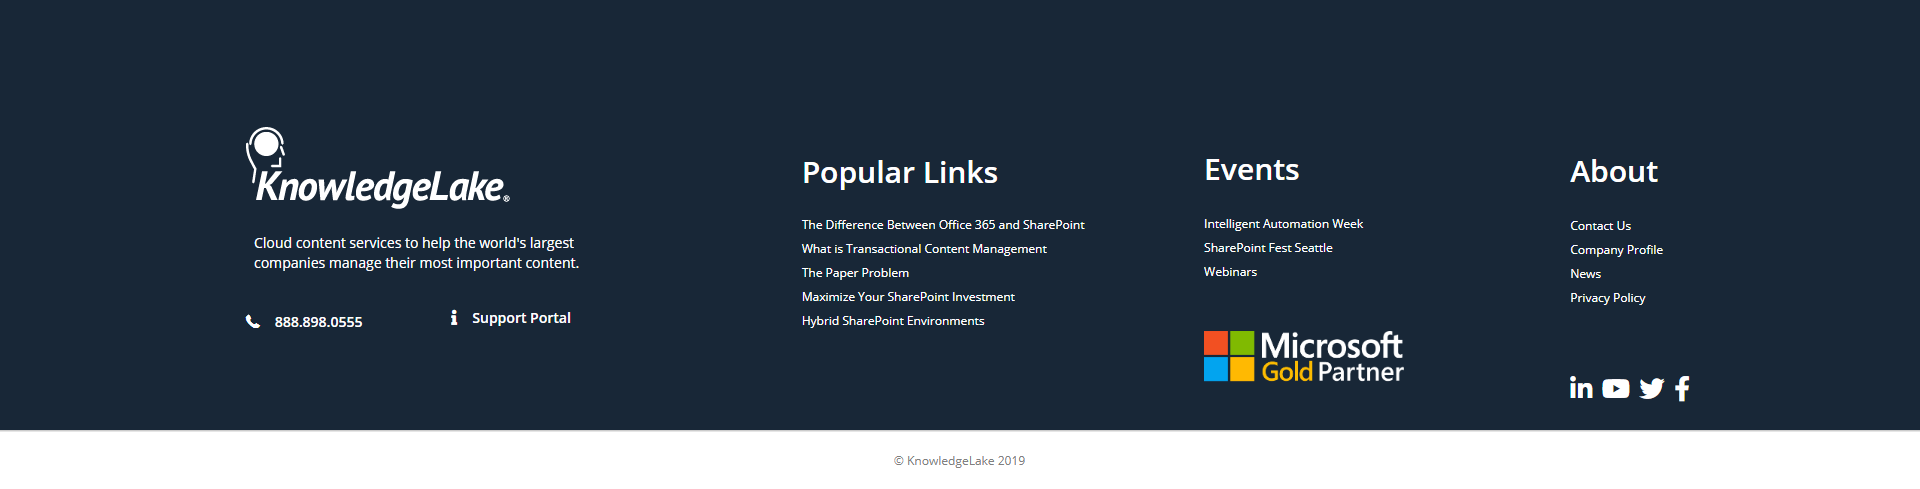 KnowledgeLake®
Cloud content services to help the world's largest
companies manage their most important content.
888.898.0555
Support Portal
Popular Links
The Difference Between Office 365 and SharePoint
What is Transactional Content Management
The Paper Problem
Maximize Your SharePoint Investment
Hybrid SharePoint Environments
Events
Intelligent Automation Week
SharePoint Fest Seattle
Webinars
Microsoft
Gold Partner
About
Contact Us
Company Profile
News
Privacy Policy
in
© KnowledgeLake 2019